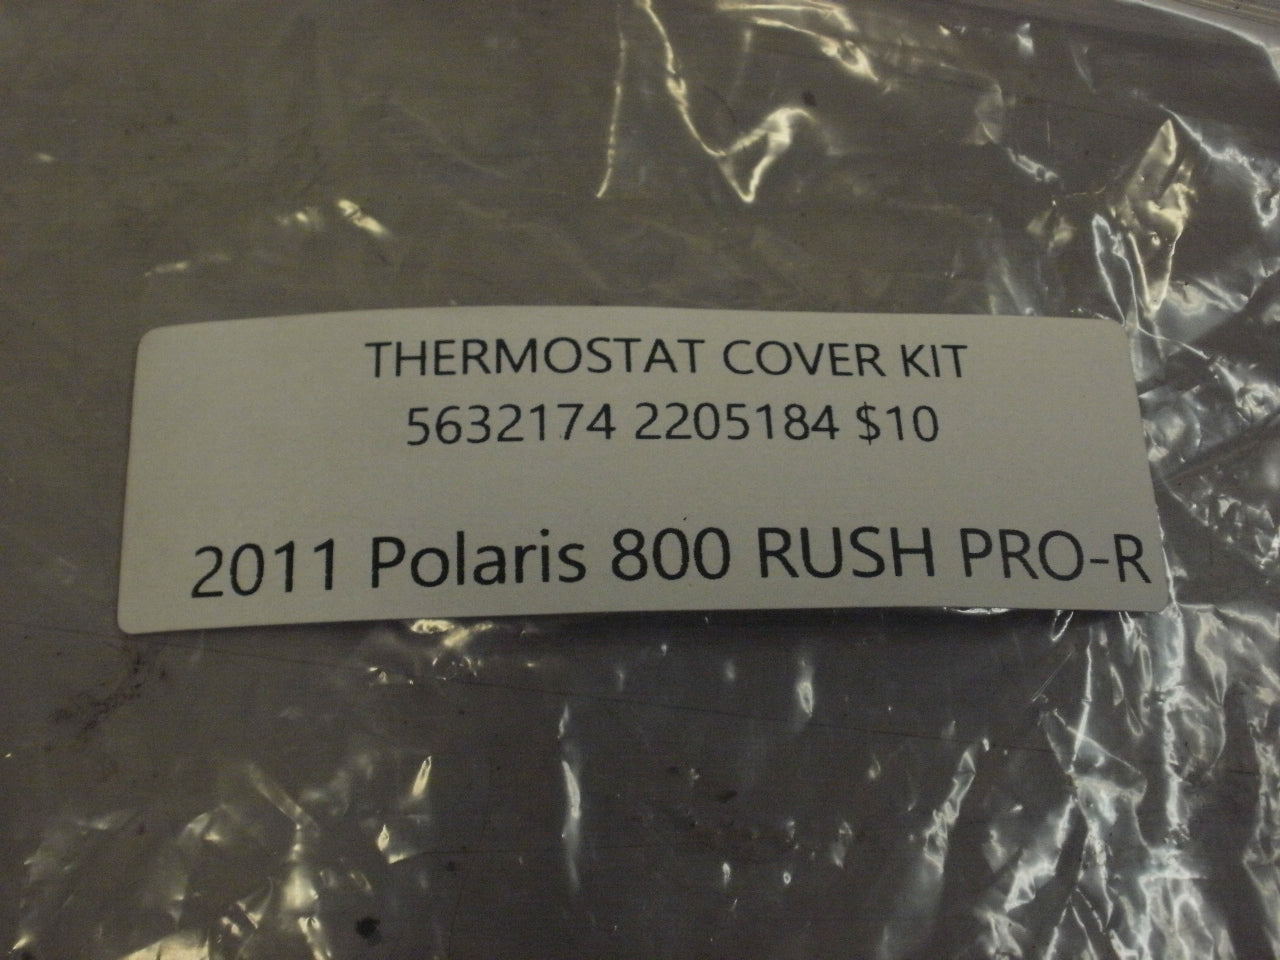 THERMOSTAT COVER KIT
5632174 2205184 $10
2011 Polaris 800 RUSH PRO-R